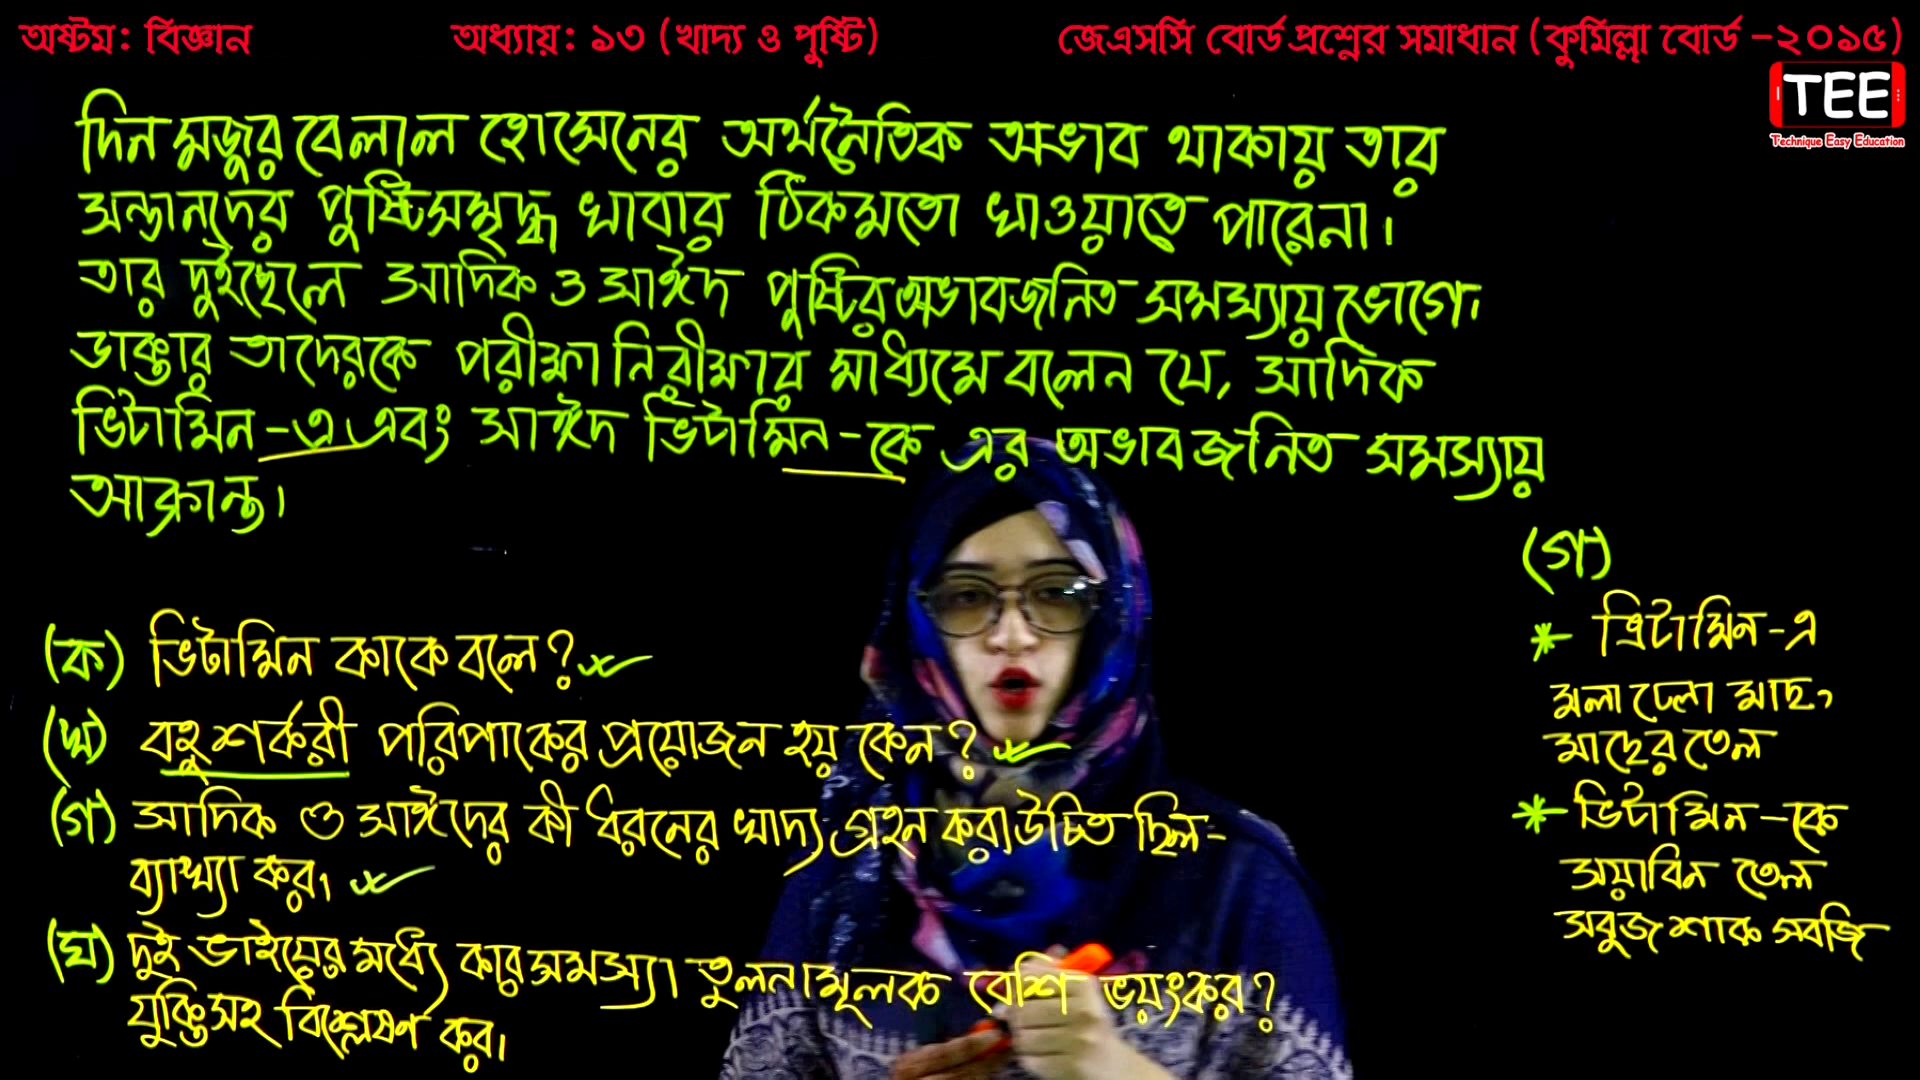 অষ্টম: বিজ্ঞান
অধ্যায়: ১৩ (খাদ্য ও পুষ্টি)
জেএসসি বোর্ড প্রশ্নের সমাধান (কুমিল্লা বোর্ড -২০১৫)
TEE
Technique Easy Education
দিন মজুর বেলাল হোসেনের অর্থনৈতিক অভাব থাকায় তার
সন্তানদের পুষ্টিসমৃদ্ধ খাবার ঠিকমতো খাওয়াতে পারেনা।
তার দুইছেলে সাদিক ও সাঈদ পুষ্টির অভাবজনিত সমস্যায় ভোগে।
ডাক্তার তাদেরকে পরীক্ষা নিরীক্ষার মাধ্যমে বলেন যে, সাদিক
ভিটামিন-এ এবং সাঈদ ভিটামিন-কে এর অভাবজনিত সমস্যায়
আক্রান্ত।
(ক) ভিটামিন কাকে বলে?
(খ) বহু শর্করী পরিপাকের প্রয়োজন হয় কেন?
(গ) সাদিক ও সাঈদের কী ধরনের খাদ্য গ্রহন করা উচিত ছিল-
ব্যাখ্যা কর।
(ঘ) দুই ভাইয়ের মধ্যে কার সমস্যা তুলনামূলক বেশি ভয়ংকর?
যুক্তিসহ বিশ্লেষণ কর।
(গ)
* ভিটামিন-এ
মলা ঢেলা মাছ,
মাছের তেল
* ভিটামিন-কে
সয়াবিন তেল
সবুজ শাক সবজি